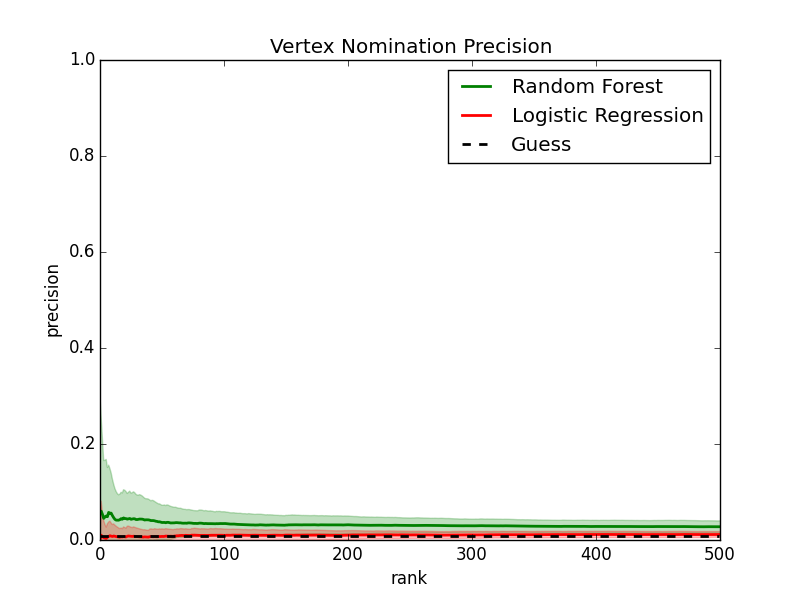 Vertex Nomination Precision
1.0
0.8
0.6
0.4
0.2
0.0
precision
Random Forest
Logistic Regression
Guess
0 100 200 300 400 500
rank